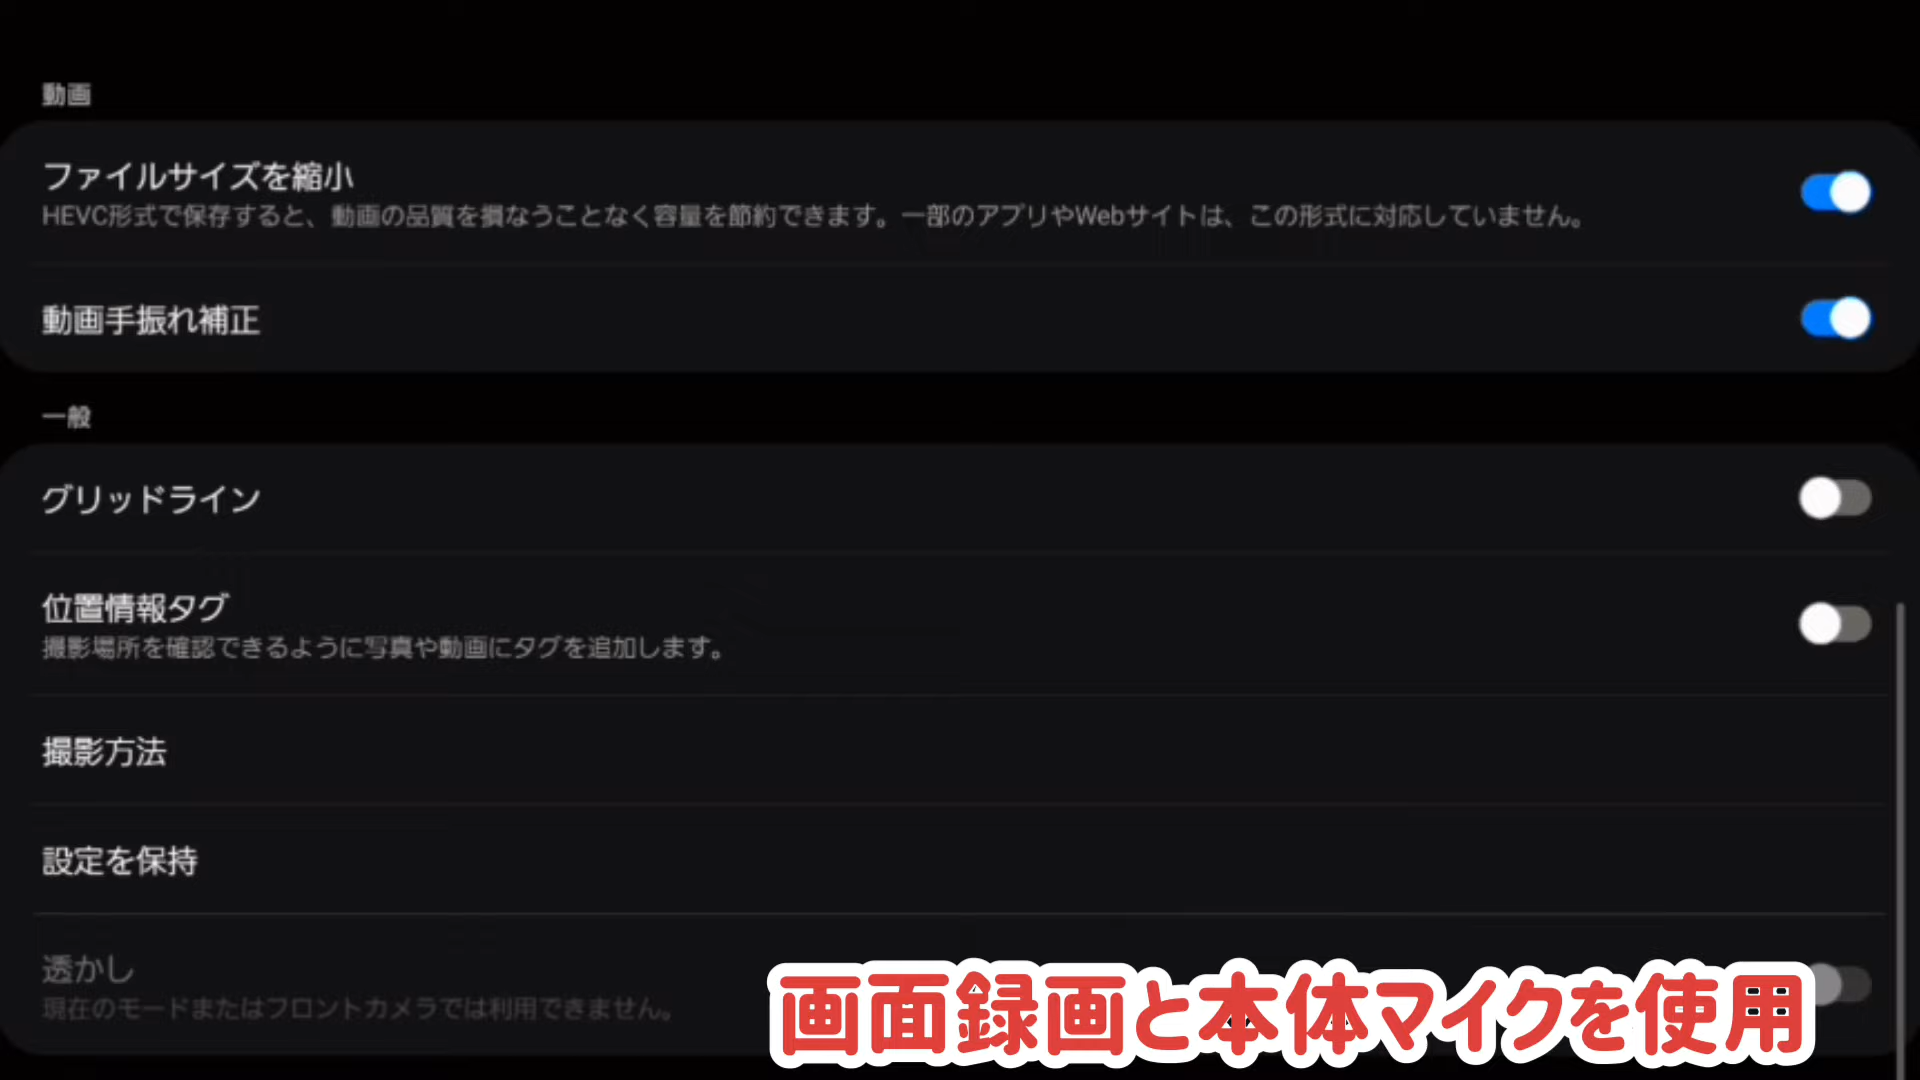 動画
ファイルサイズを縮小
HEVC形式で保存すると、動画の品質を損なうことなく容量を節約できます。一部のアプリやWebサイトは、この形式に対応していません。
動画手振れ補正
一般
グリッドライン
位置情報タグ
撮影場所を確認できるように写真や動画にタグを追加します。
撮影方法
設定を保持
透かし
現在のモードまたはフロントカメラでは利用できません。
画面録画と本体マイクを使用